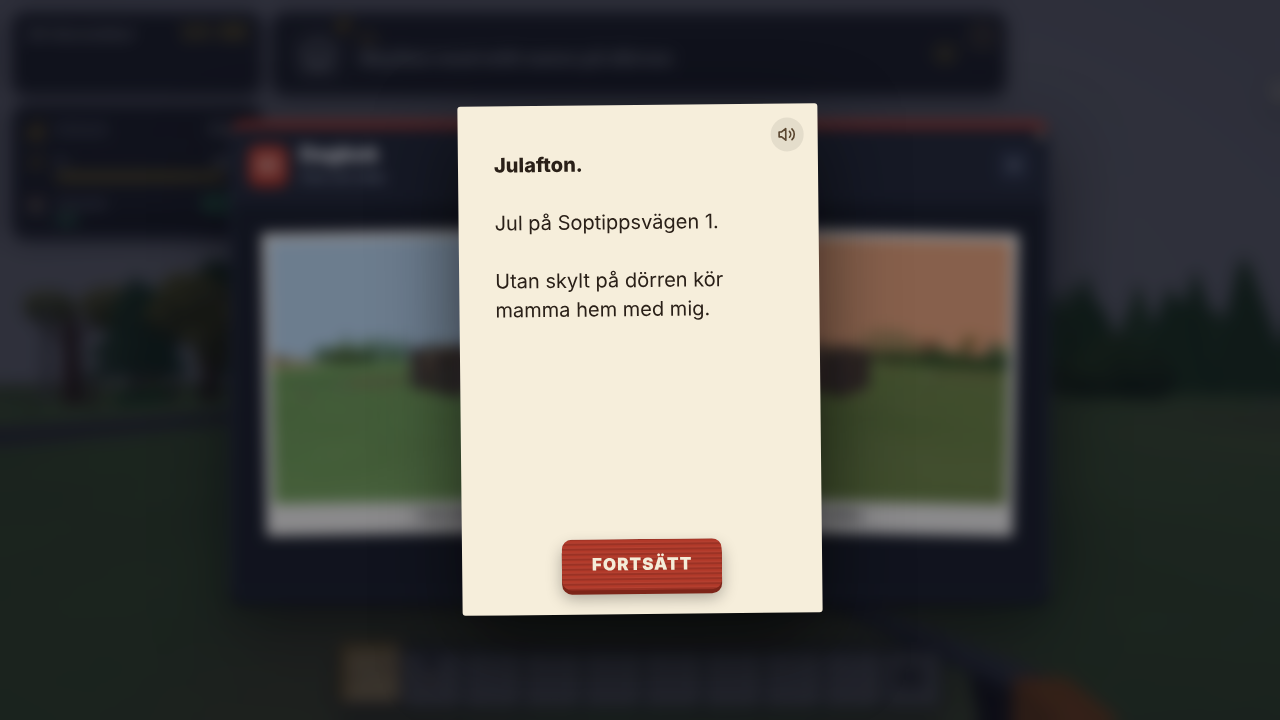 Julafton.
Jul på Soptippsvägen 1.
Utan skylt på dörren kör
mamma hem med mig.
FORTSÄTT